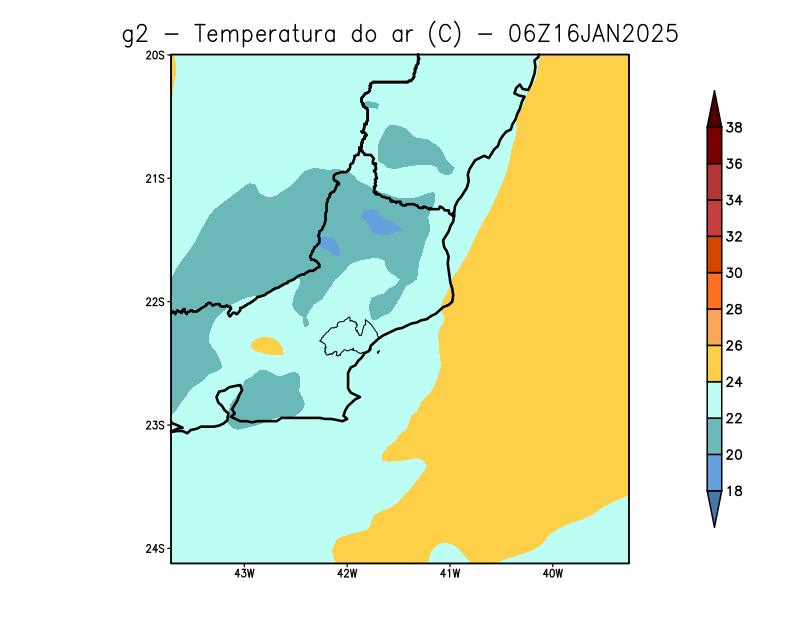 g2 – Temperatura do ar (C) – 06Z16JAN2025
20S
21S
22S
23S
24S
43W
42W
41W
40W
38
36
34
32
30
28
26
24
22
20
18